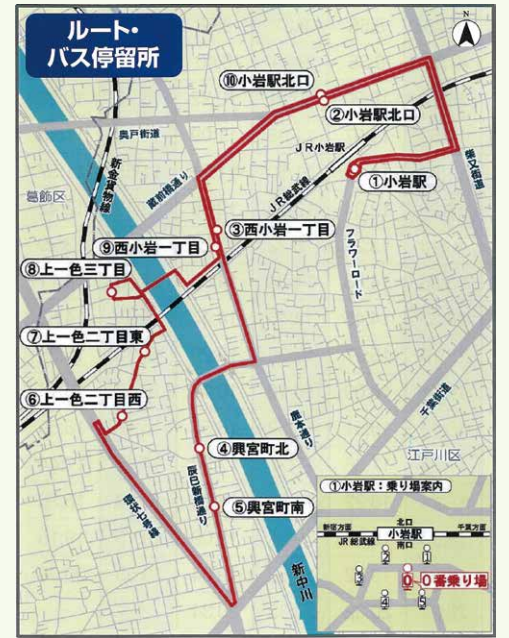 ルート・
バス停留所
N
⑩小岩駅北口
②小岩駅北口
奥戸街道
新金貨物線
JR小岩駅
柴又街道
葛飾区
蔵前橋通り
JR総武線
①小岩駅
③西小岩一丁目
フラワーロード
⑨西小岩一丁目
⑧上一色三丁目
⑦上一色二丁目東
千葉街道
⑥上一色二丁目西
鹿本通り
④興宮町北
江戸川区
辰巳新橋通り
⑤興宮町南
環状七号線
新中川
①小岩駅:乗り場案内
北口
新宿方面
小岩駅
千葉方面
JR総武線
南口
2
1
3
0
0番乗り場
4
5